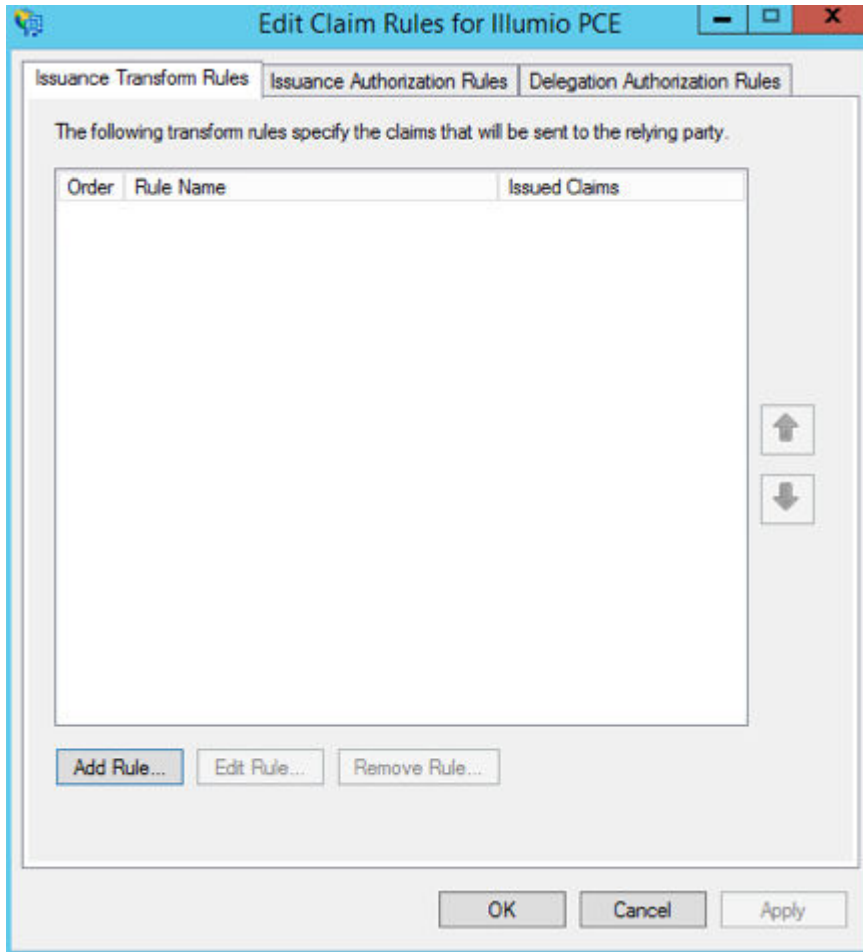 Edit Claim Rules for Illumio PCE
Issuance Transform Rules Issuance Authorization Rules Delegation Authorization Rules
The following transform rules specify the claims that will be sent to the relying party.
Order Rule Name Issued Claims
Add Rule... Edit Rule... Remove Rule...
OK Cancel Apply